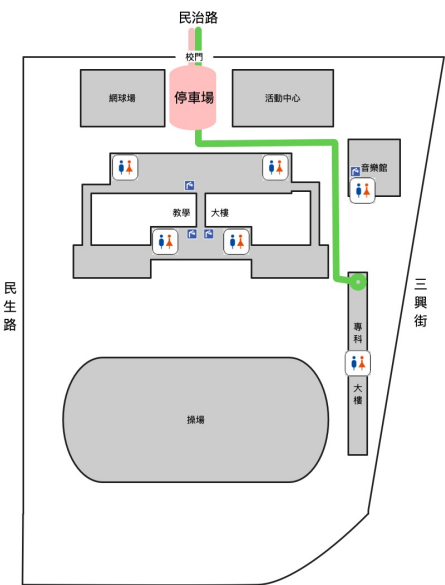 民治路
校門
網球場
停車場
活動中心
音樂館
教學
大樓
民生路
三興街
專科
大樓
操場